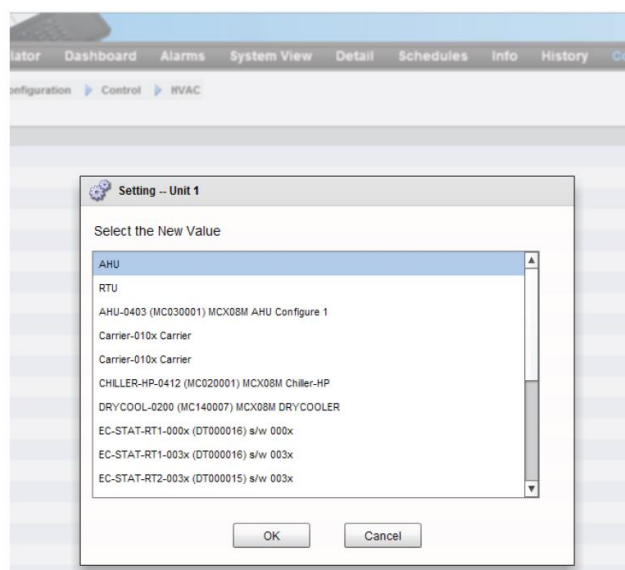 lator Dashboard Alarms System View Detail Schedules Info History Co
onfiguration Control HVAC
Setting -- Unit 1
Select the New Value
AHU
RTU
AHU-0403 (MC030001) MCX08M AHU Configure 1
Carrier-010x Carrier
Carrier-010x Carrier
CHILLER-HP-0412 (MC020001) MCX08M Chiller-HP
DRYCOOL-0200 (MC140007) MCX08M DRYCOOLER
EC-STAT-RT1-000x (DT000016) s/w 000x
EC-STAT-RT1-003x (DT000016) s/w 003x
EC-STAT-RT2-003x (DT000015) s/w 003x
OK Cancel